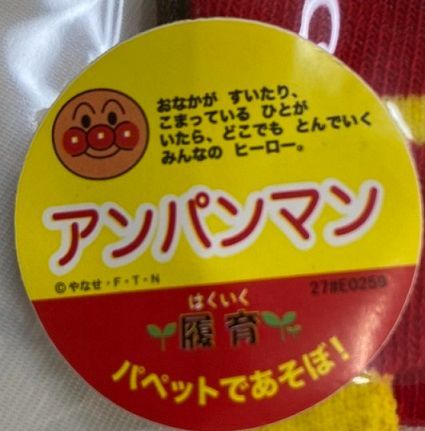 おなかが すいたり、
こまっている ひとが
いたら、どこでも とんでいく
みんなの ヒーロー。
アンパンマン
©やなせ・F・T・N
27#E0259
はくいく
履育
パペットであそぼ！